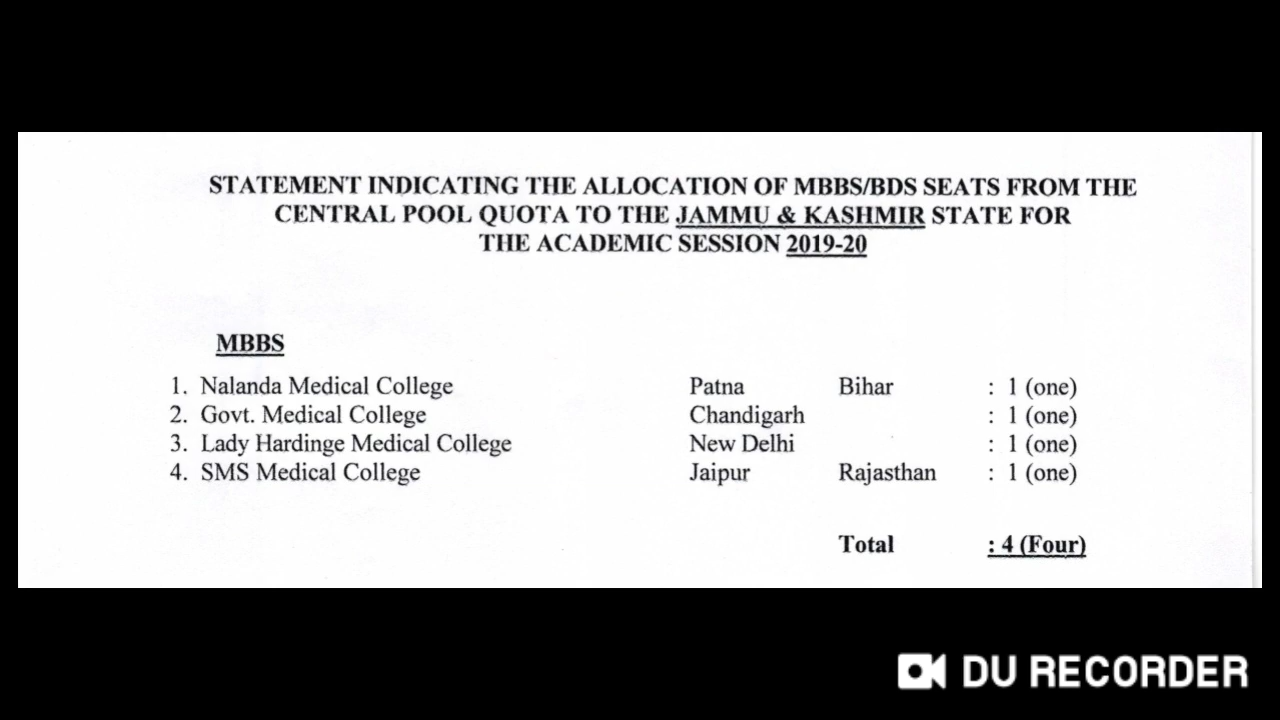 STATEMENT INDICATING THE ALLOCATION OF MBBS/BDS SEATS FROM THE
CENTRAL POOL QUOTA TO THE JAMMU & KASHMIR STATE FOR
THE ACADEMIC SESSION 2019-20
MBBS
1. Nalanda Medical College Patna Bihar : 1 (one)
2. Govt. Medical College Chandigarh : 1 (one)
3. Lady Hardinge Medical College New Delhi : 1 (one)
4. SMS Medical College Jaipur Rajasthan : 1 (one)
Total : 4 (Four)
DU RECORDER